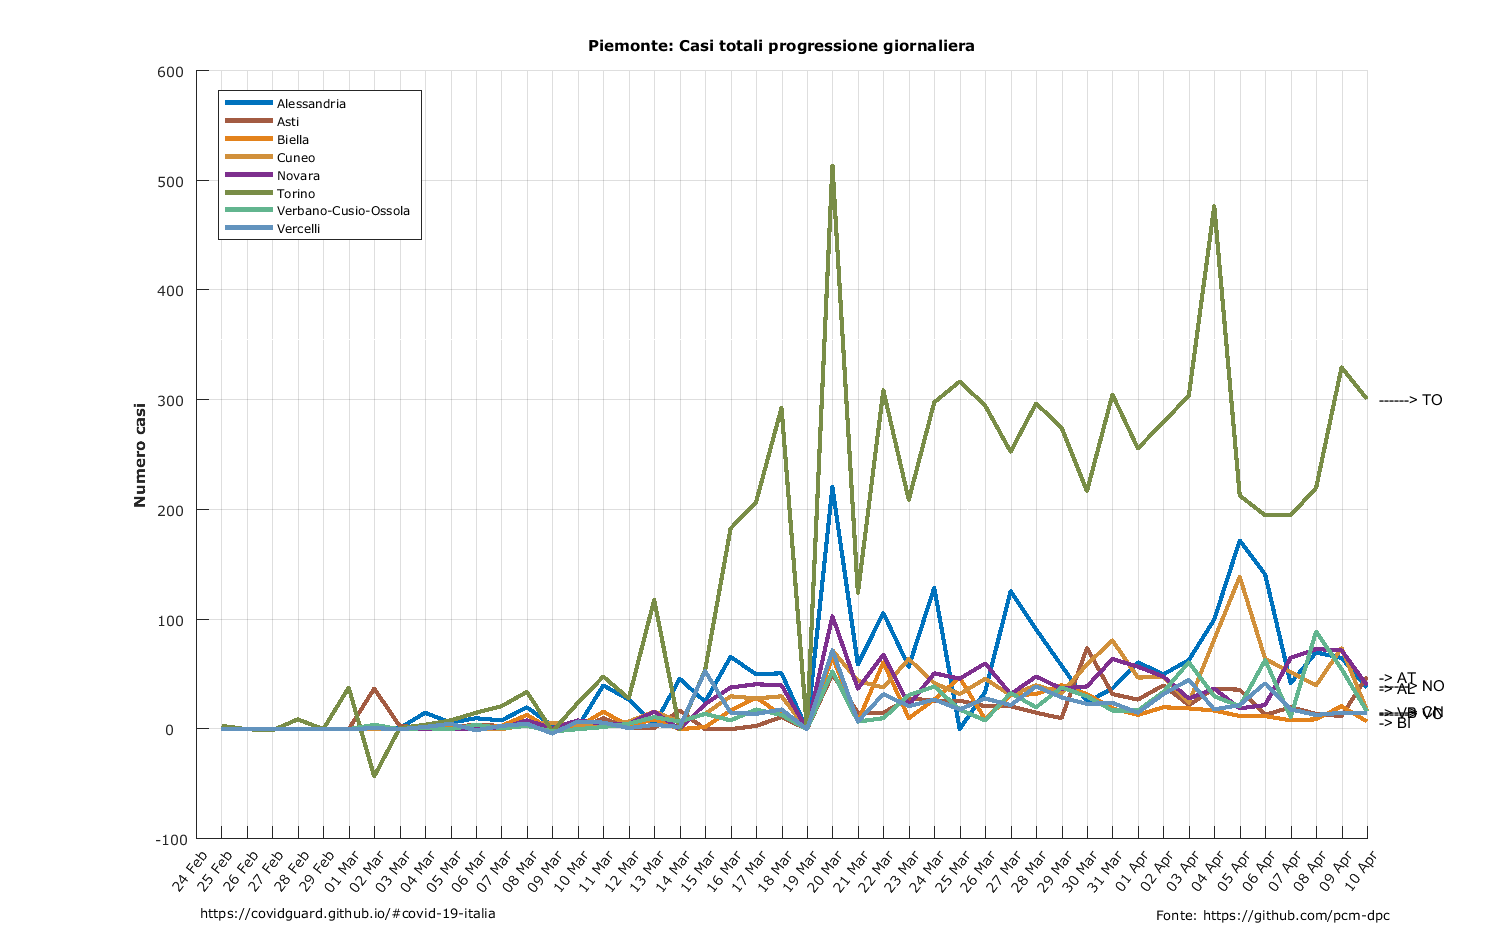 Piemonte: Casi totali progressione giornaliera
600
500
400
300
200
100
0
-100
Numero casi
Alessandria
Asti
Biella
Cuneo
Novara
Torino
Verbano-Cusio-Ossola
Vercelli
------> TO
-> AT
----> NO
-> AL
----> CN
-> BI
24 Feb
25 Feb
26 Feb
27 Feb
28 Feb
29 Feb
01 Mar
02 Mar
03 Mar
04 Mar
05 Mar
06 Mar
07 Mar
08 Mar
09 Mar
10 Mar
11 Mar
12 Mar
13 Mar
14 Mar
15 Mar
16 Mar
17 Mar
18 Mar
19 Mar
20 Mar
21 Mar
22 Mar
23 Mar
24 Mar
25 Mar
26 Mar
27 Mar
28 Mar
29 Mar
30 Mar
31 Mar
01 Apr
02 Apr
03 Apr
04 Apr
05 Apr
06 Apr
07 Apr
08 Apr
09 Apr
10 Apr
https://covidguard.github.io/#covid-19-italia
Fonte: https://github.com/pcm-dpc